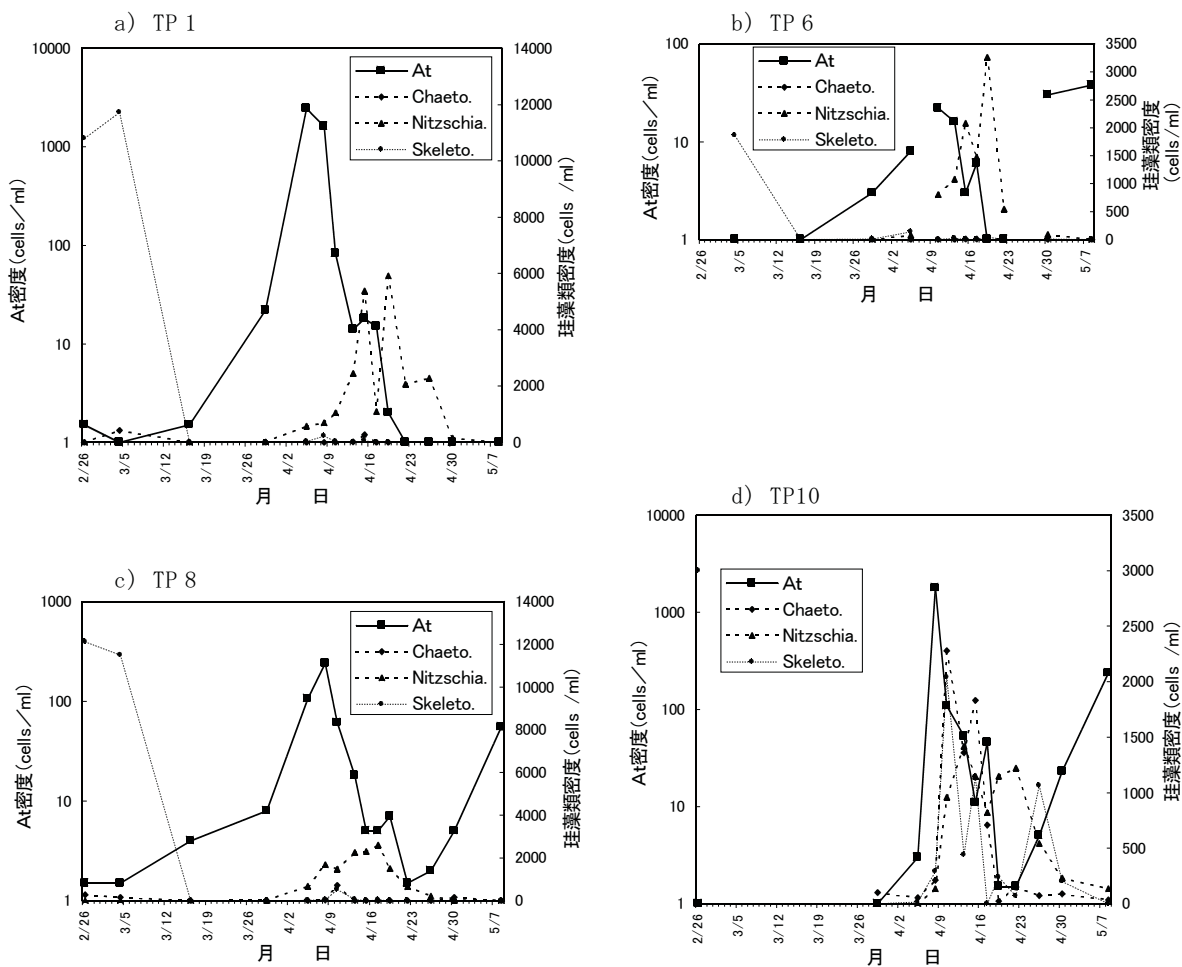 a) TP 1
10000
1000
100
10
1
At密度(cells/ml)
14000
12000
10000
8000
6000
4000
2000
0
珪藻類密度(cells /ml)
At
Chaeto.
Nitzschia.
Skeleto.
2/26
3/5
3/12
3/19
3/26
4/2
4/9
4/16
4/23
4/30
5/7
月 日
b) TP 6
100
10
1
At密度(cells/ml)
3500
3000
2500
2000
1500
1000
500
0
珪藻類密度
(cells/ml)
At
Chaeto.
Nitzschia.
Skeleto.
2/26
3/5
3/12
3/19
3/26
4/2
4/9
4/16
4/23
4/30
5/7
月 日
c) TP 8
1000
100
10
1
At密度(cells/ml)
14000
12000
10000
8000
6000
4000
2000
0
珪藻類密度(cells /ml)
At
Chaeto.
Nitzschia.
Skeleto.
2/26
3/5
3/12
3/19
3/26
4/2
4/9
4/16
4/23
4/30
5/7
月 日
d) TP10
10000
1000
100
10
1
At密度(cells/ml)
3500
3000
2500
2000
1500
1000
500
0
珪藻類密度(cells /ml)
At
Chaeto.
Nitzschia.
Skeleto.
2/26
3/5
3/12
3/19
3/26
4/2
4/9
4/16
4/23
4/30
5/7
月 日